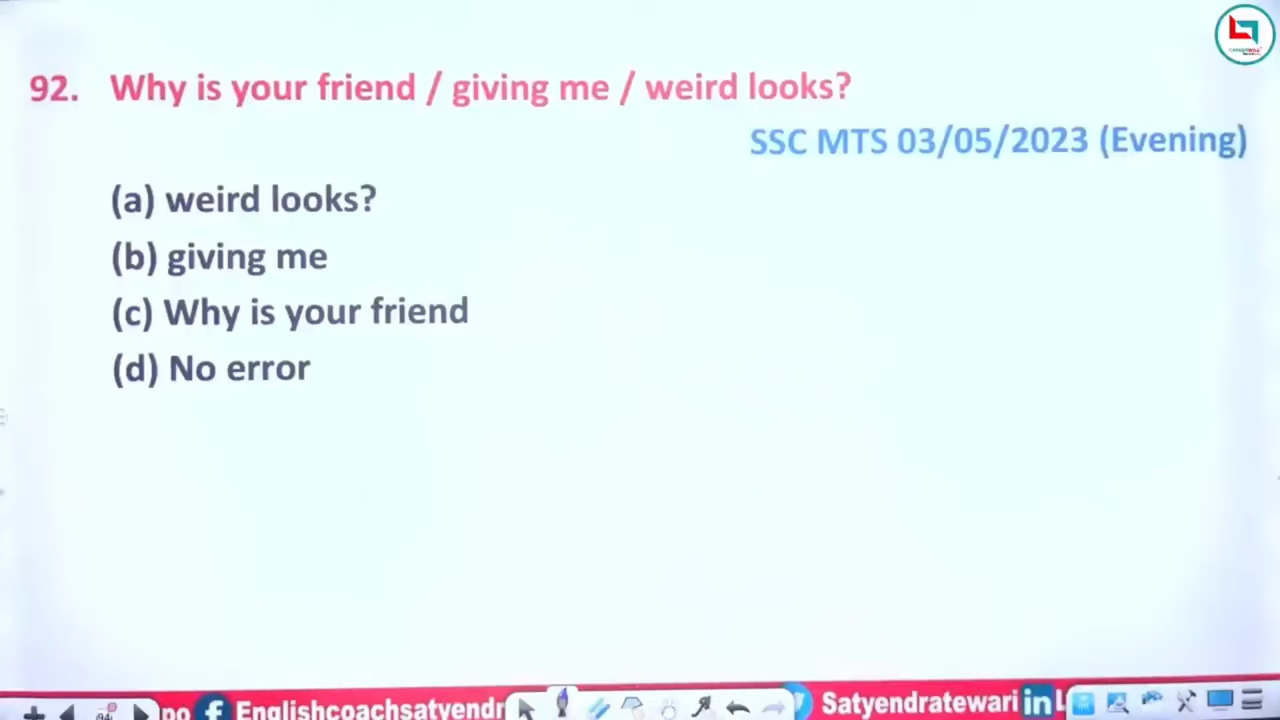 92. Why is your friend / giving me / weird looks?
SSC MTS 03/05/2023 (Evening)
(a) weird looks?
(b) giving me
(c) Why is your friend
(d) No error
Englishcoachsatyendr
Satyendratewari